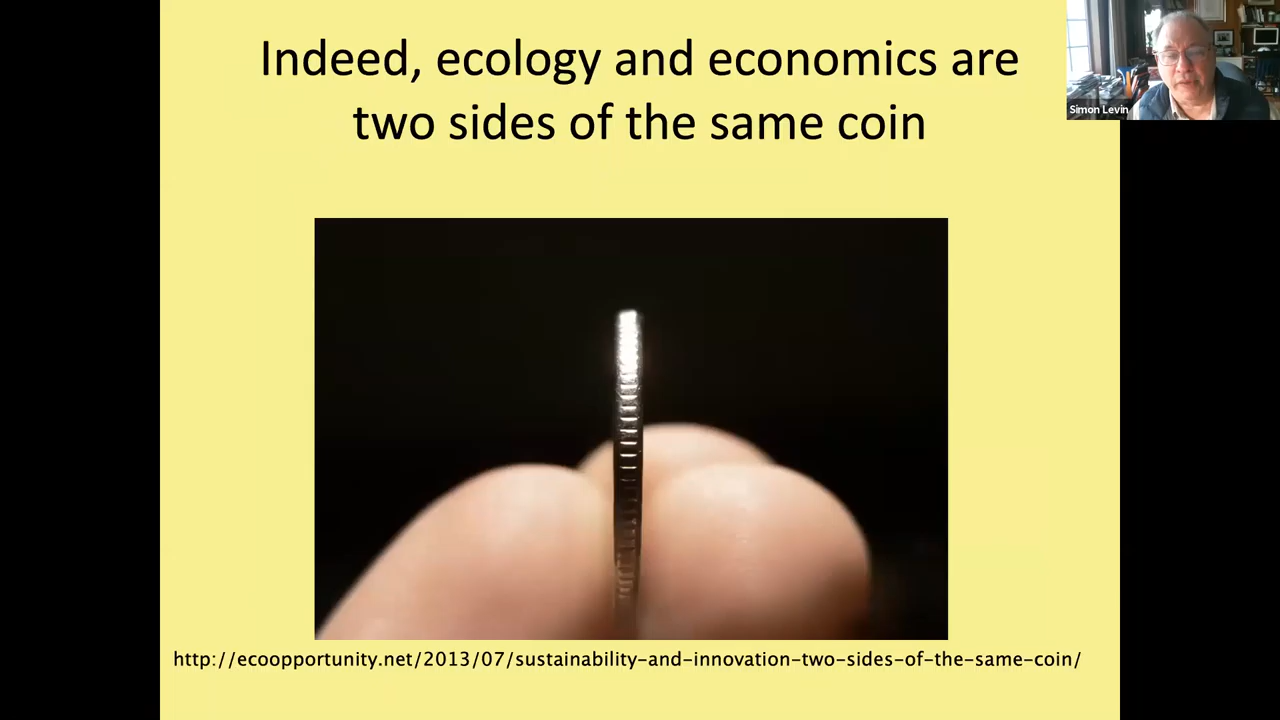 Indeed, ecology and economics are
two sides of the same coin
Simon Levin
http://ecoopportunity.net/2013/07/sustainability-and-innovation-two-sides-of-the-same-coin/